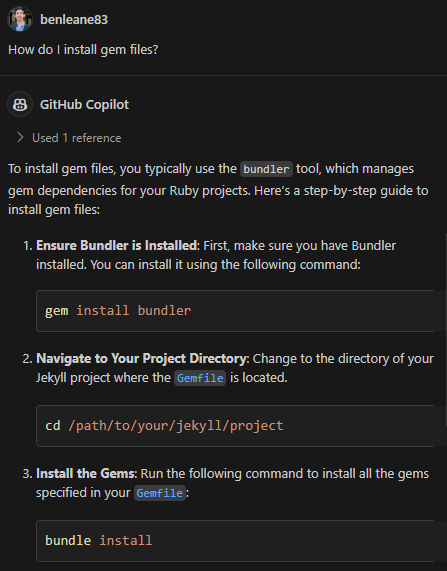 benleane83
How do I install gem files?
GitHub Copilot
Used 1 reference
To install gem files, you typically use the bundler tool, which manages
gem dependencies for your Ruby projects. Here's a step-by-step guide to
install gem files:
1. Ensure Bundler is Installed: First, make sure you have Bundler
installed. You can install it using the following command:
gem install bundler
2. Navigate to Your Project Directory: Change to the directory of your
Jekyll project where the Gemfile is located.
cd /path/to/your/jekyll/project
3. Install the Gems: Run the following command to install all the gems
specified in your Gemfile:
bundle install